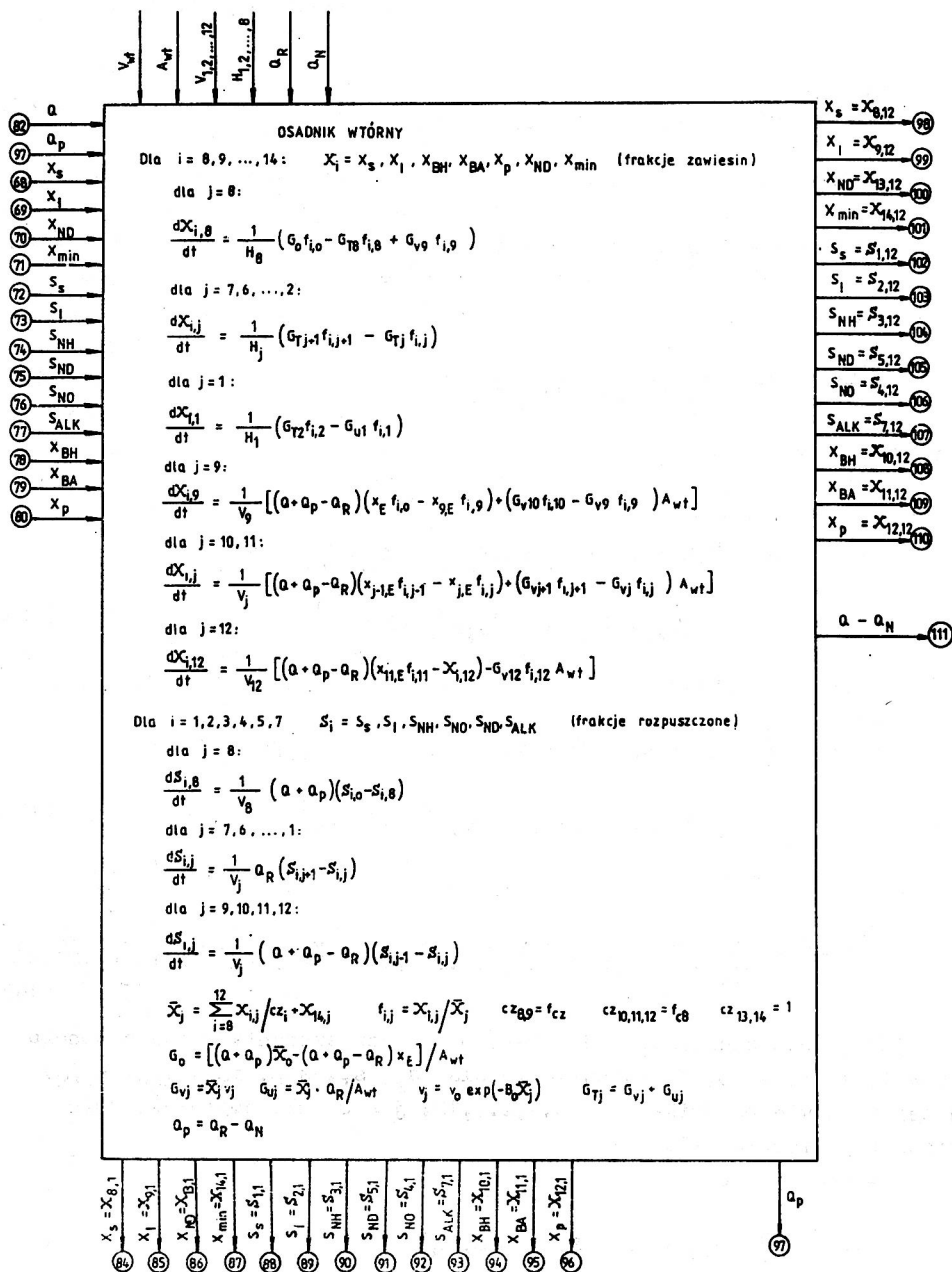 V_wt
A_wt
V_1,2,...,12
H_1,2,...,8
Q_R
Q_N
82 Q
97 Q_p
68 X_s
69 X_I
70 X_ND
71 X_min
72 S_s
73 S_I
74 S_NH
75 S_ND
76 S_NO
77 S_ALK
78 X_BH
79 X_BA
80 X_p
OSADNIK WTÓRNY
Dla i = 8,9, ...,14: X_i = X_s, X_I, X_BH, X_BA, X_p, X_ND, X_min (frakcje zawiesin)
dla j=8:
dX_i,8/dt = 1/H_8 (G_o f_i,o - G_T8 f_i,8 + G_v9 f_i,9)
dla j=7,6, ...,2:
dX_i,j/dt = 1/H_j (G_Tj+1 f_i,j+1 - G_Tj f_i,j)
dla j=1:
dX_i,1/dt = 1/H_1 (G_T2 f_i,2 - G_u1 f_i,1)
dla j=9:
dX_i,9/dt = 1/V_9 [(Q+Q_p-Q_R)(x_E f_i,o - x_9,E f_i,9)+(G_v10 f_i,10 - G_v9 f_i,9) A_wt]
dla j=10,11:
dX_i,j/dt = 1/V_j [(Q+Q_p-Q_R)(x_j-1,E f_i,j-1 - x_j,E f_i,j)+(G_vj+1 f_i,j+1 - G_vj f_i,j) A_wt]
dla j=12:
dX_i,12/dt = 1/V_12 [(Q+Q_p-Q_R)(x_11,E f_i,11 - X_i,12)-G_v12 f_i,12 A_wt]
Dla i=1,2,3,4,5,7 S_i = S_s, S_I, S_NH, S_NO, S_ND, S_ALK (frakcje rozpuszczone)
dla j=8:
dS_i,8/dt = 1/V_8 (Q+Q_p)(S_i,o-S_i,8)
dla j=7,6, ...,1:
dS_i,j/dt = 1/V_j Q_R (S_i,j+1-S_i,j)
dla j=9,10,11,12:
dS_i,j/dt = 1/V_j (Q+Q_p-Q_R)(S_i,j-1 - S_i,j)
X̄_j = Σ_i=8^12 X_i,j/cz_i + X_14,j f_i,j = X_i,j/X̄_j cz_8,9 = f_cz cz_10,11,12 = f_c8 cz_13,14 = 1
G_o = [(Q+Q_p)X̄_o-(Q+Q_p-Q_R)x_E]/A_wt
G_vj = X̄_j v_j G_uj = X̄_j · Q_R/A_wt v_j = v_o exp(-B_o X̄_j) G_Tj = G_vj + G_uj
Q_p = Q_R - Q_N
X_s = X_8,12 98
X_I = X_9,12 99
X_ND = X_13,12 100
X_min = X_14,12 101
S_s = S_1,12 102
S_I = S_2,12 103
S_NH = S_3,12 104
S_ND = S_5,12 105
S_NO = S_4,12 106
S_ALK = S_7,12 107
X_BH = X_10,12 108
X_BA = X_11,12 109
X_p = X_12,12 110
Q - Q_N 111
X_s = X_8,1 84
X_I = X_9,1 85
X_ND = X_13,1 86
X_min = X_14,1 87
S_s = S_1,1 88
S_I = S_2,1 89
S_NH = S_3,1 90
S_ND = S_5,1 91
S_NO = S_4,1 92
S_ALK = S_7,1 93
X_BH = X_10,1 94
X_BA = X_11,1 95
X_p = X_12,1 96
Q_p 97